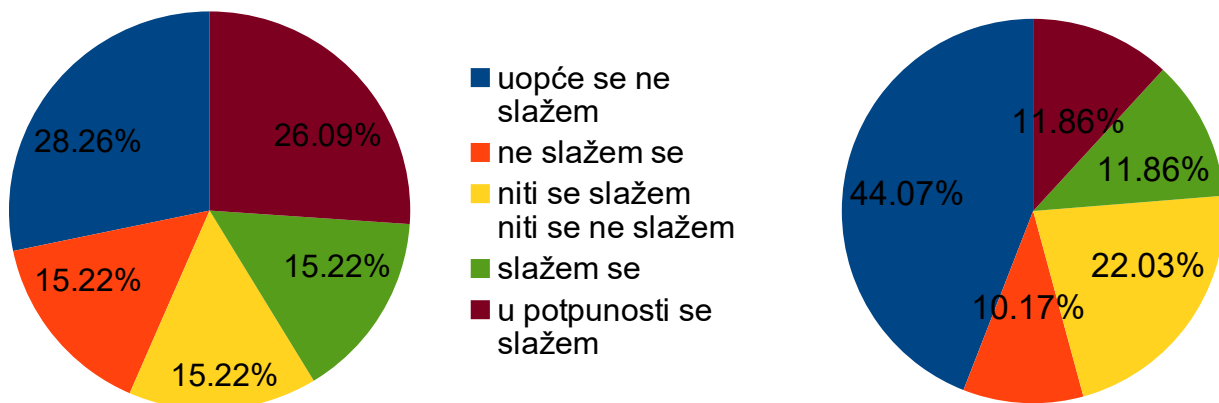 28.26%
26.09%
15.22%
15.22%
15.22%
uopće se ne
slažem
ne slažem se
niti se slažem
niti se ne slažem
slažem se
u potpunosti se
slažem
11.86%
11.86%
44.07%
22.03%
10.17%